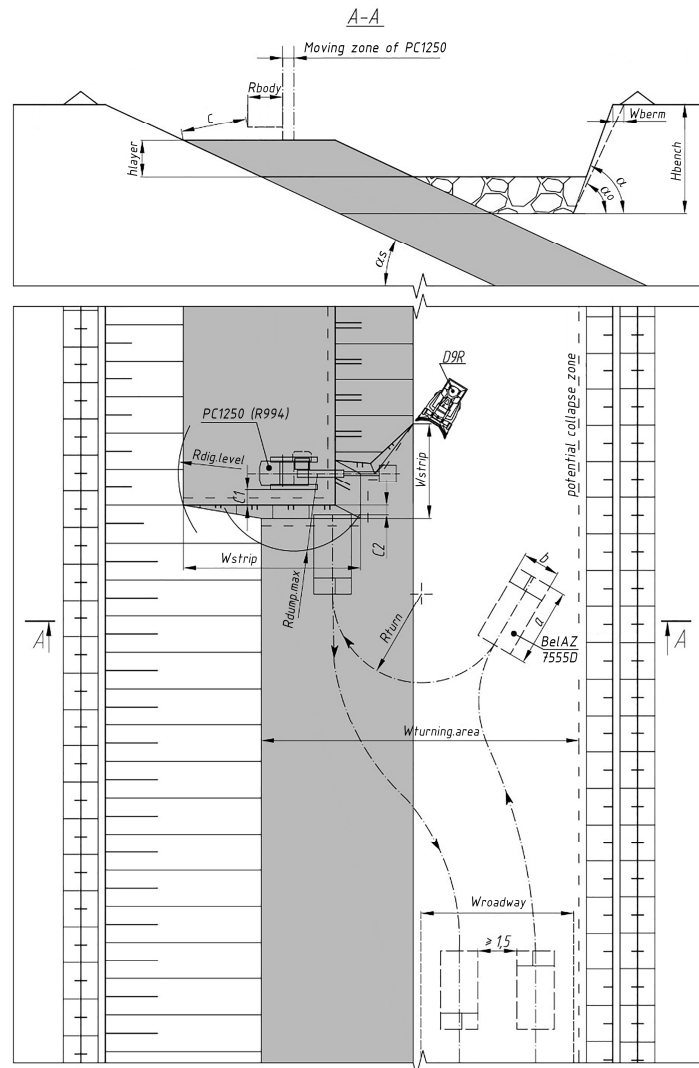 A-A
Moving zone of PC1250
Rbody
C
Wberm
hlayer
Hbench
α
α0
αs
D9R
PC1250 (R994)
Rdig.level
potential collapse zone
Wstrip
C1
C2
Wstrip
Rdump.max
b
a
Rturn
BelAZ
7555D
A
A
Wturning.area
Wroadway
⩾ 1,5